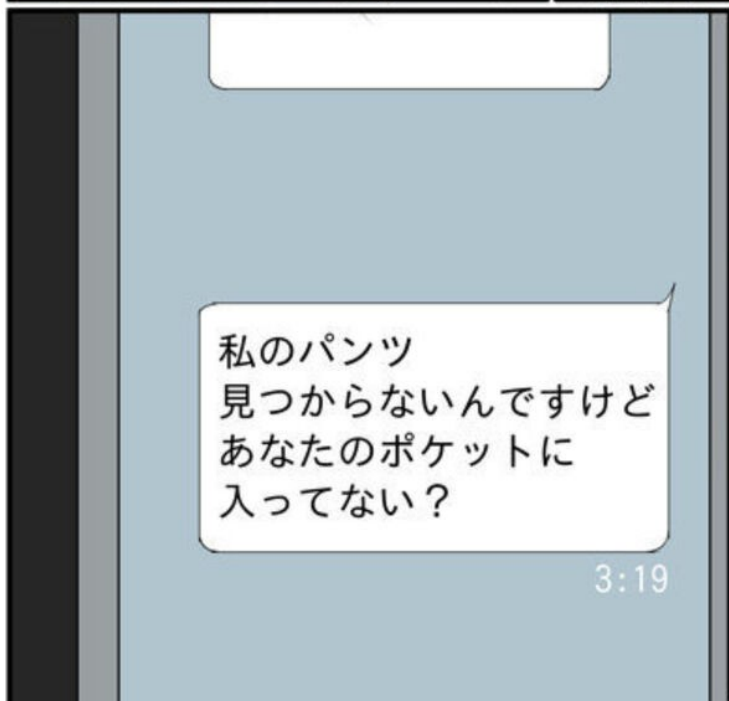 私のパンツ
見つからないんですけど
あなたのポケットに
入ってない？
3:19